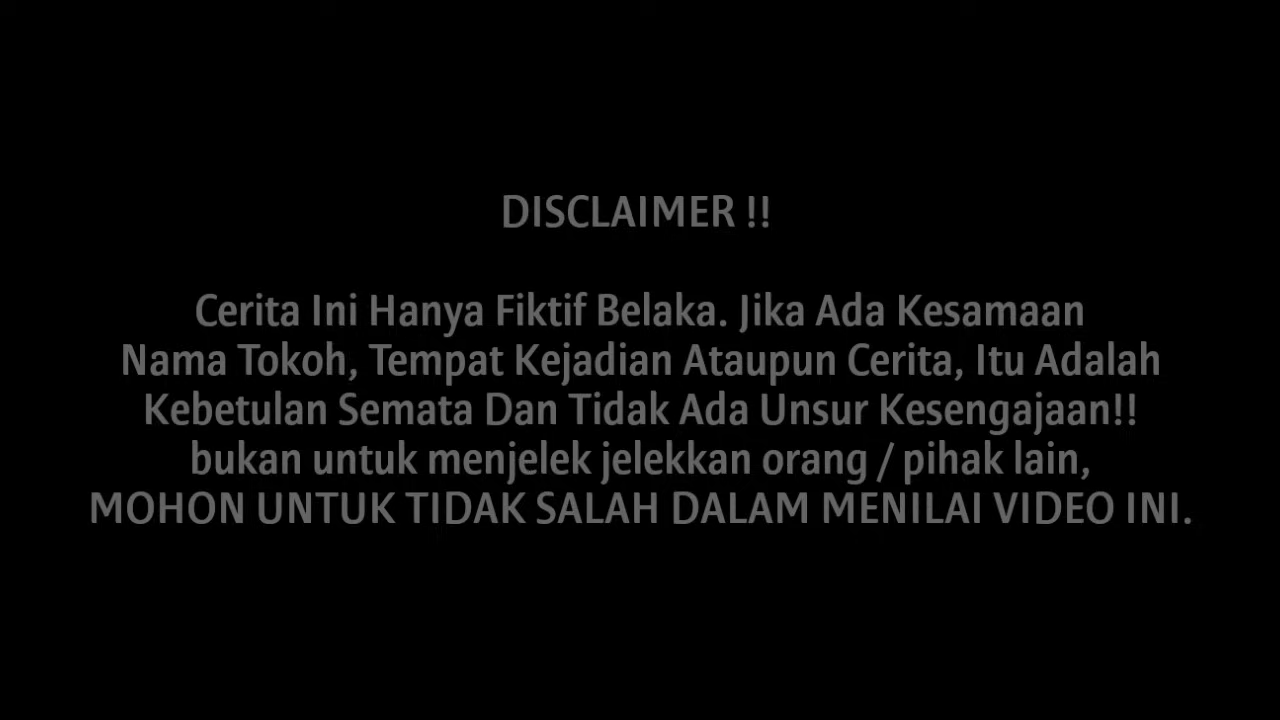 DISCLAIMER !!
Cerita Ini Hanya Fiktif Belaka. Jika Ada Kesamaan
Nama Tokoh, Tempat Kejadian Ataupun Cerita, Itu Adalah
Kebetulan Semata Dan Tidak Ada Unsur Kesengajaan!!
bukan untuk menjelek jelekkan orang / pihak lain,
MOHON UNTUK TIDAK SALAH DALAM MENILAI VIDEO INI.